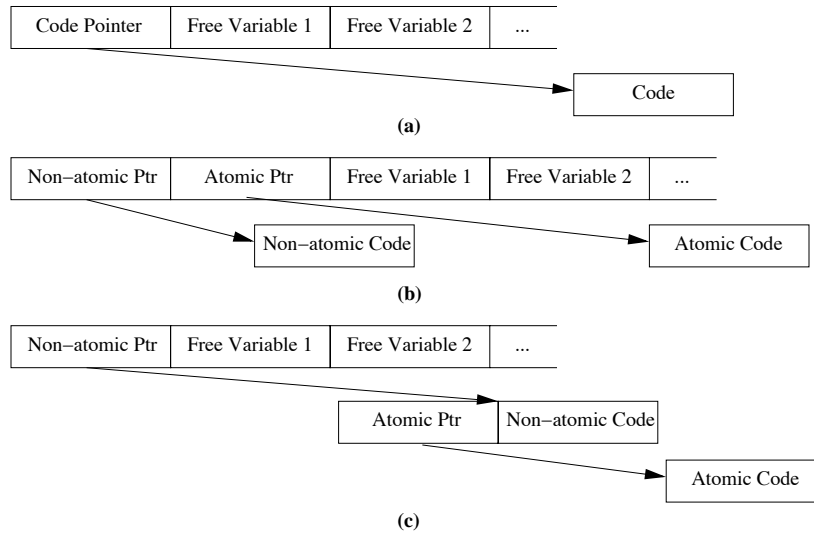 Code Pointer Free Variable 1 Free Variable 2 ...
Code
(a)
Non−atomic Ptr Atomic Ptr Free Variable 1 Free Variable 2 ...
Non−atomic Code Atomic Code
(b)
Non−atomic Ptr Free Variable 1 Free Variable 2 ...
Atomic Ptr Non−atomic Code
Atomic Code
(c)